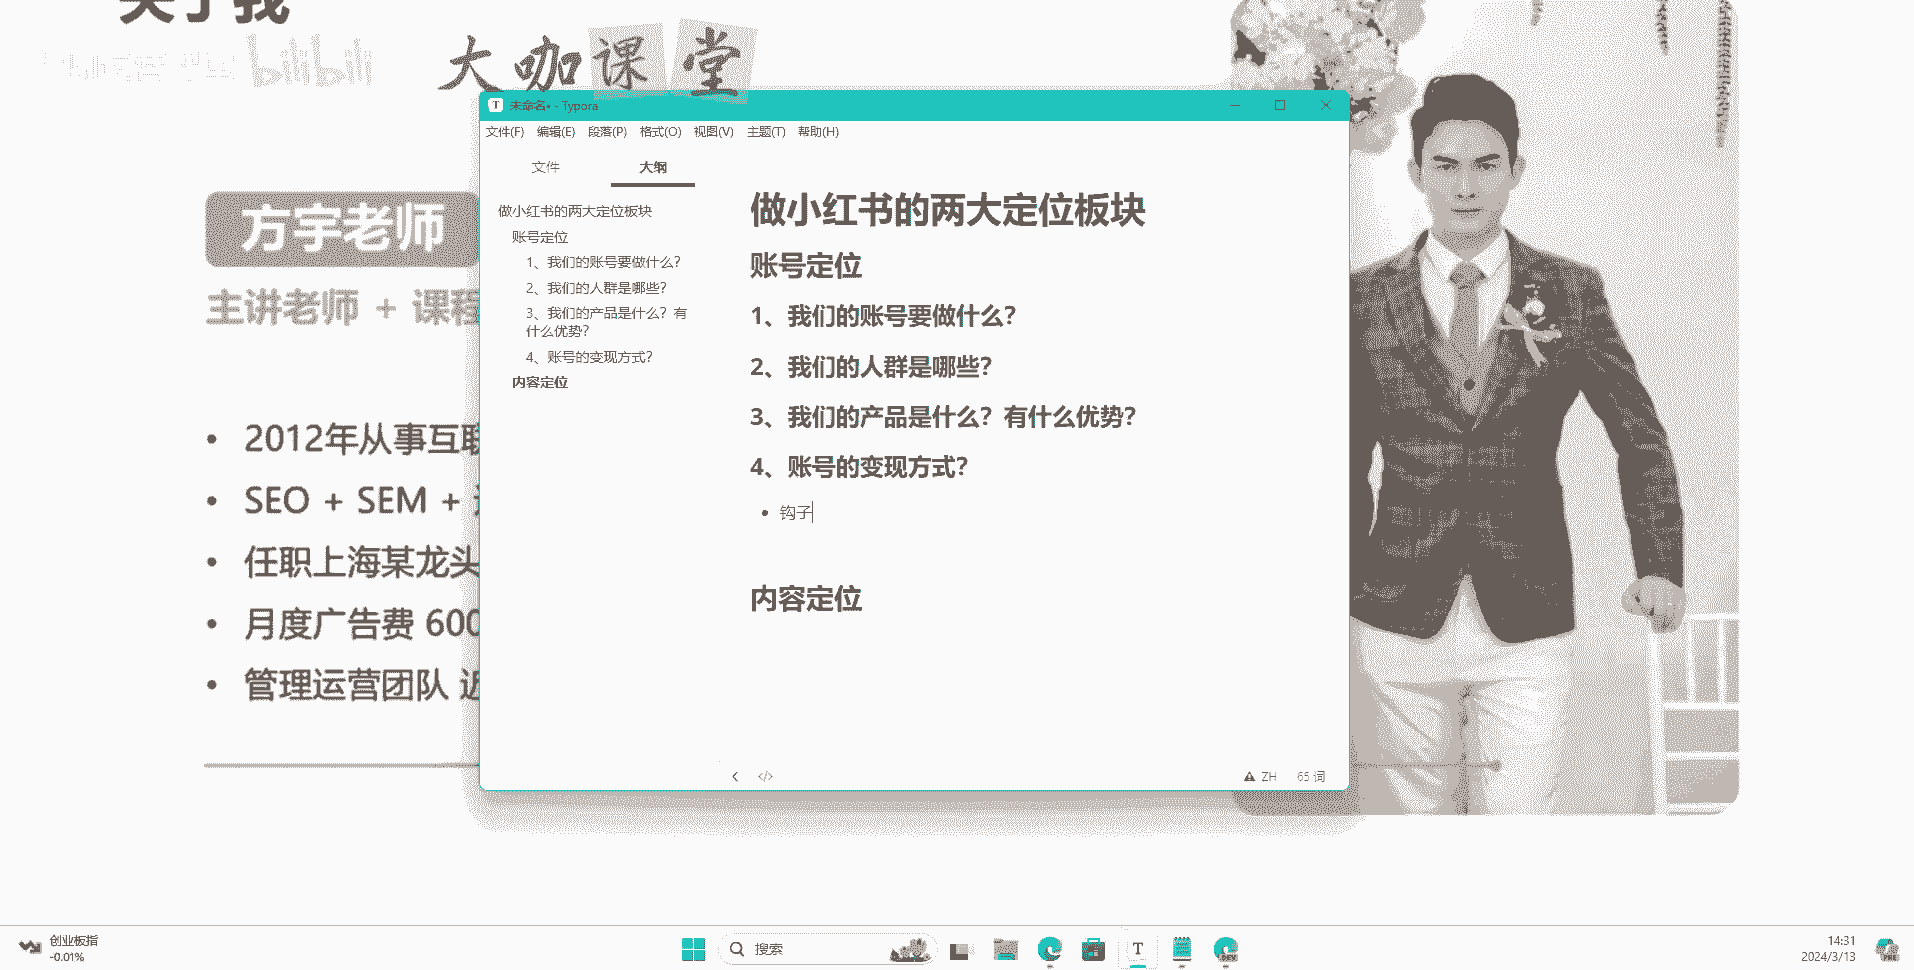 关于我
bilibili
大咖课堂
未命名• - Typora
文件(F) 编辑(E) 段落(P) 格式(O) 视图(V) 主题(T) 帮助(H)
文件 大纲
做小红书的两大定位板块
账号定位
1、我们的账号要做什么?
2、我们的人群是哪些?
3、我们的产品是什么? 有
什么优势?
4、账号的变现方式?
内容定位
做小红书的两大定位板块
账号定位
1、我们的账号要做什么?
2、我们的人群是哪些?
3、我们的产品是什么? 有什么优势?
4、账号的变现方式?
• 钩子
内容定位
</> 
ZH 65 词
方宇老师
主讲老师 + 课程
• 2012年从事互联
• SEO + SEM +
• 任职上海某龙头
• 月度广告费 600
• 管理运营团队 近
创业板指
-0.01%
搜索
T
DEV
14:31
2024/3/13
PRE